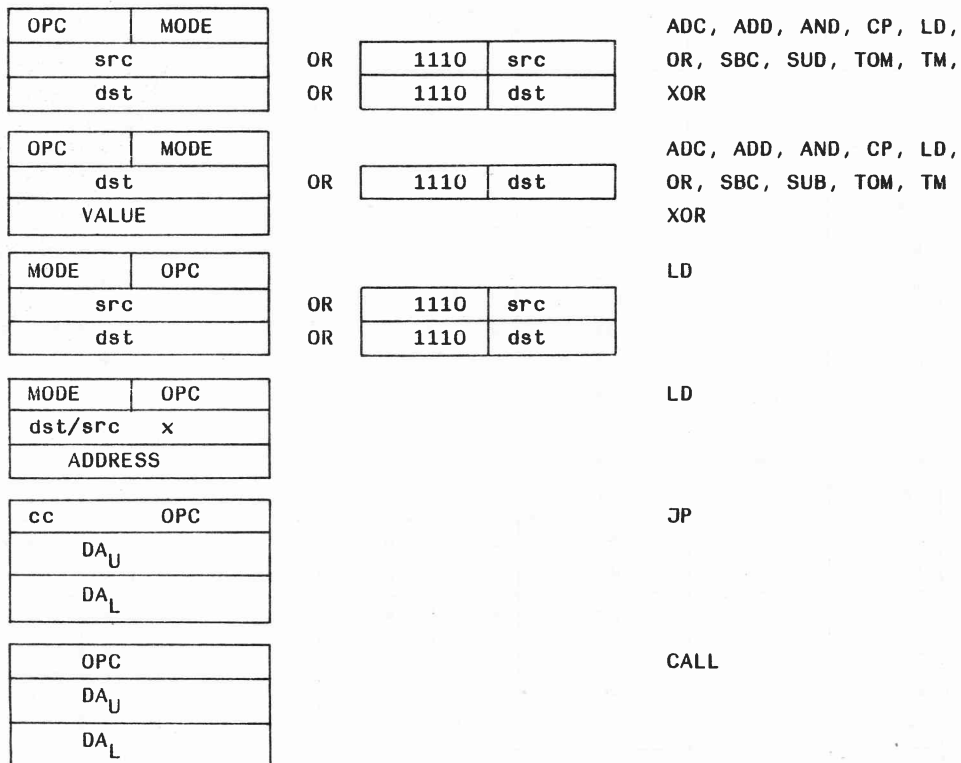 OPC MODE ADC, ADD, AND, CP, LD,
src OR 1110 src OR, SBC, SUD, TOM, TM,
dst OR 1110 dst XOR
OPC MODE ADC, ADD, AND, CP, LD,
dst OR 1110 dst OR, SBC, SUB, TOM, TM
VALUE XOR
MODE OPC LD
src OR 1110 src
dst OR 1110 dst
MODE OPC LD
dst/src x
ADDRESS
cc OPC JP
DAU
DAL
OPC CALL
DAU
DAL